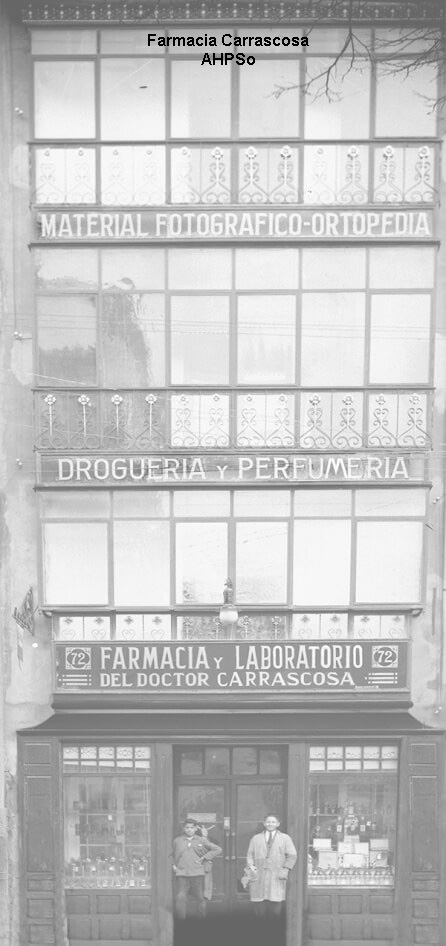 Farmacia Carrascosa
AHPSo
MATERIAL FOTOGRAFICO-ORTOPEDIA
DROGUERIA Y PERFUMERIA
72 FARMACIA Y LABORATORIO 72
DEL DOCTOR CARRASCOSA